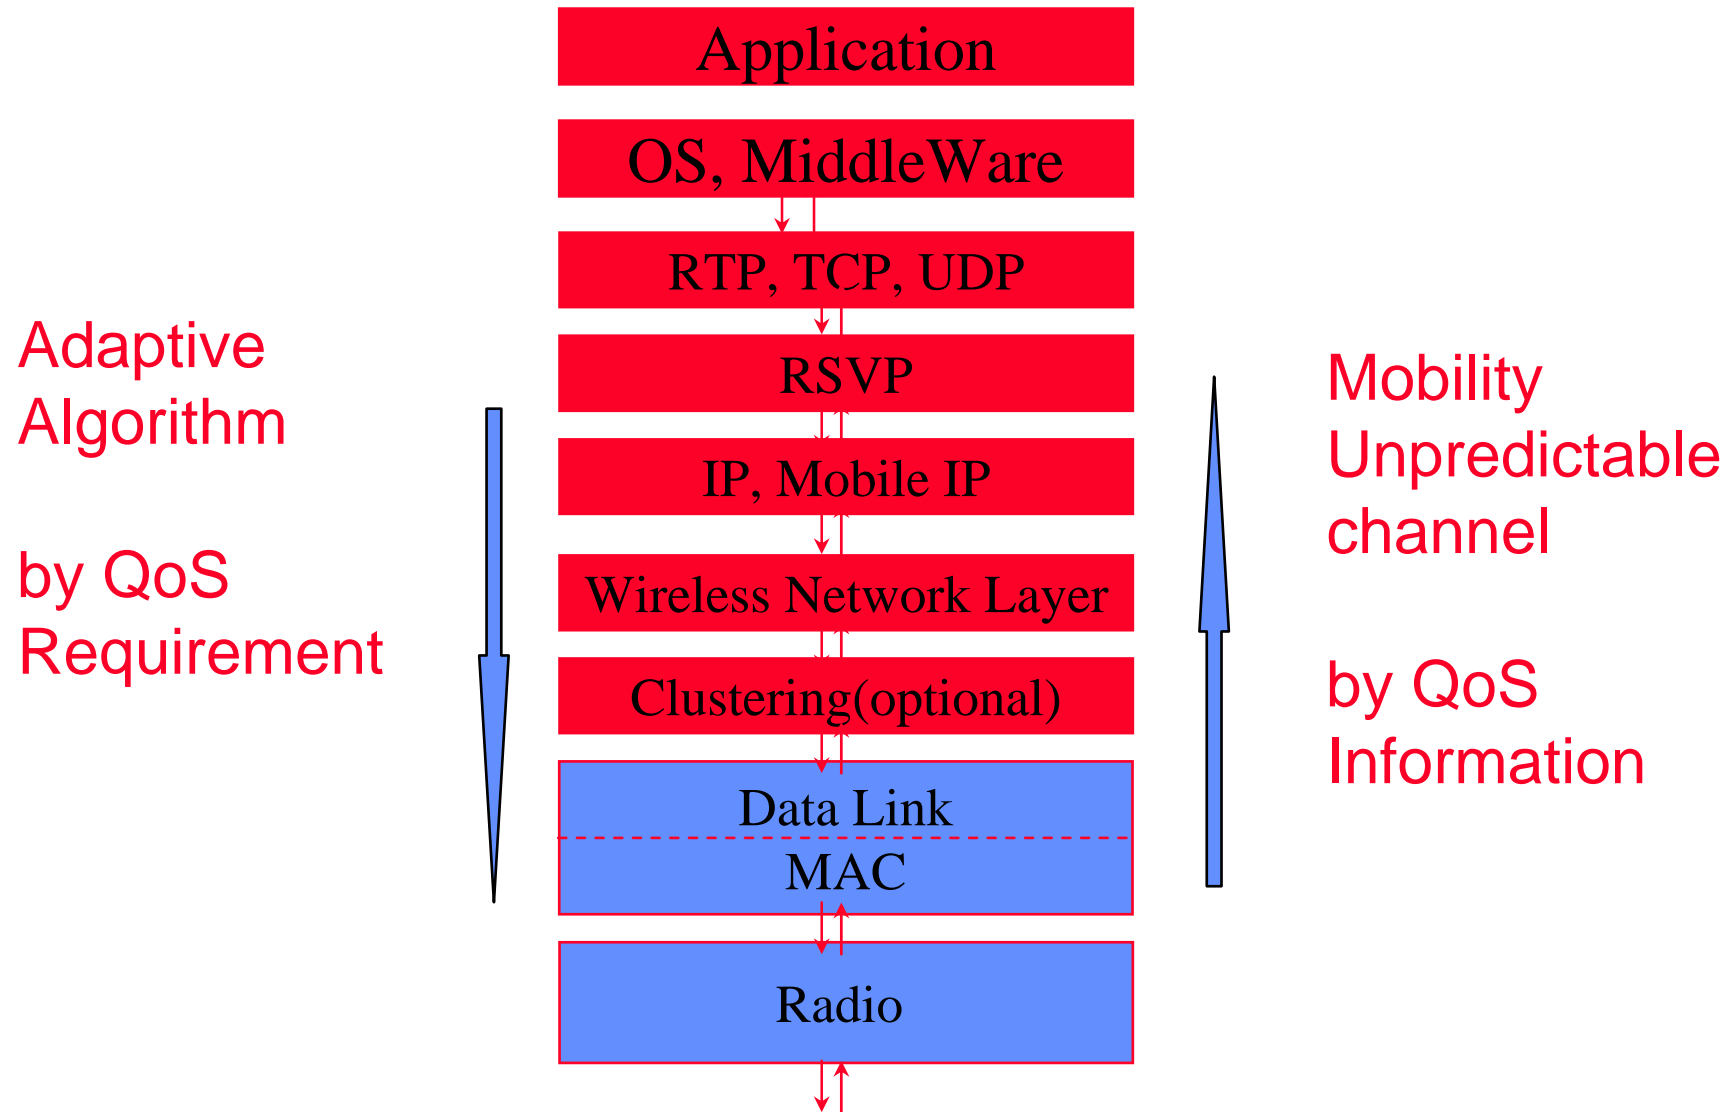 Application
OS, MiddleWare
RTP, TCP, UDP
RSVP
IP, Mobile IP
Wireless Network Layer
Clustering(optional)
Data Link
MAC
Radio
Adaptive
Algorithm
by QoS
Requirement
Mobility
Unpredictable
channel
by QoS
Information